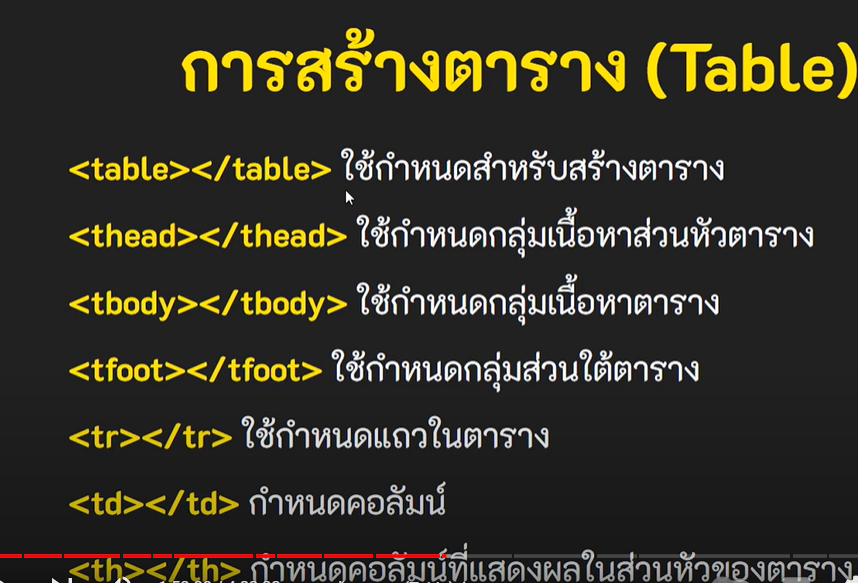 การสร้างตาราง (Table)
<table></table> ใช้กำหนดสำหรับสร้างตาราง
<thead></thead> ใช้กำหนดกลุ่มเนื้อหาส่วนหัวตาราง
<tbody></tbody> ใช้กำหนดกลุ่มเนื้อหาตาราง
<tfoot></tfoot> ใช้กำหนดกลุ่มส่วนใต้ตาราง
<tr></tr> ใช้กำหนดแถวในตาราง
<td></td> กำหนดคอลัมน์
<th></th> กำหนดคอลัมน์ที่แสดงผลในส่วนหัวของตาราง